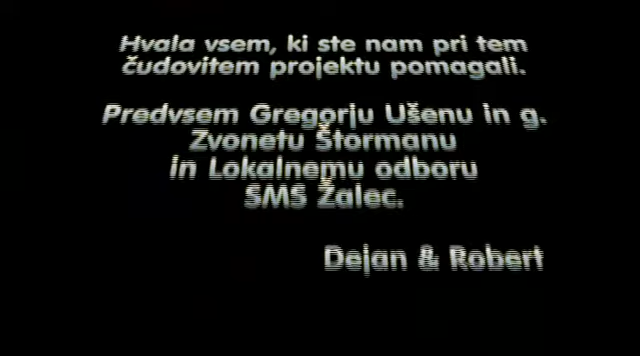 Hvala vsem, ki ste nam pri tem
čudovitem projektu pomagali.
Predvsem Gregorju Ušenu in g.
Zvonetu Štormanu
in Lokalnemu odboru
SMS Žalec.
Dejan & Robert